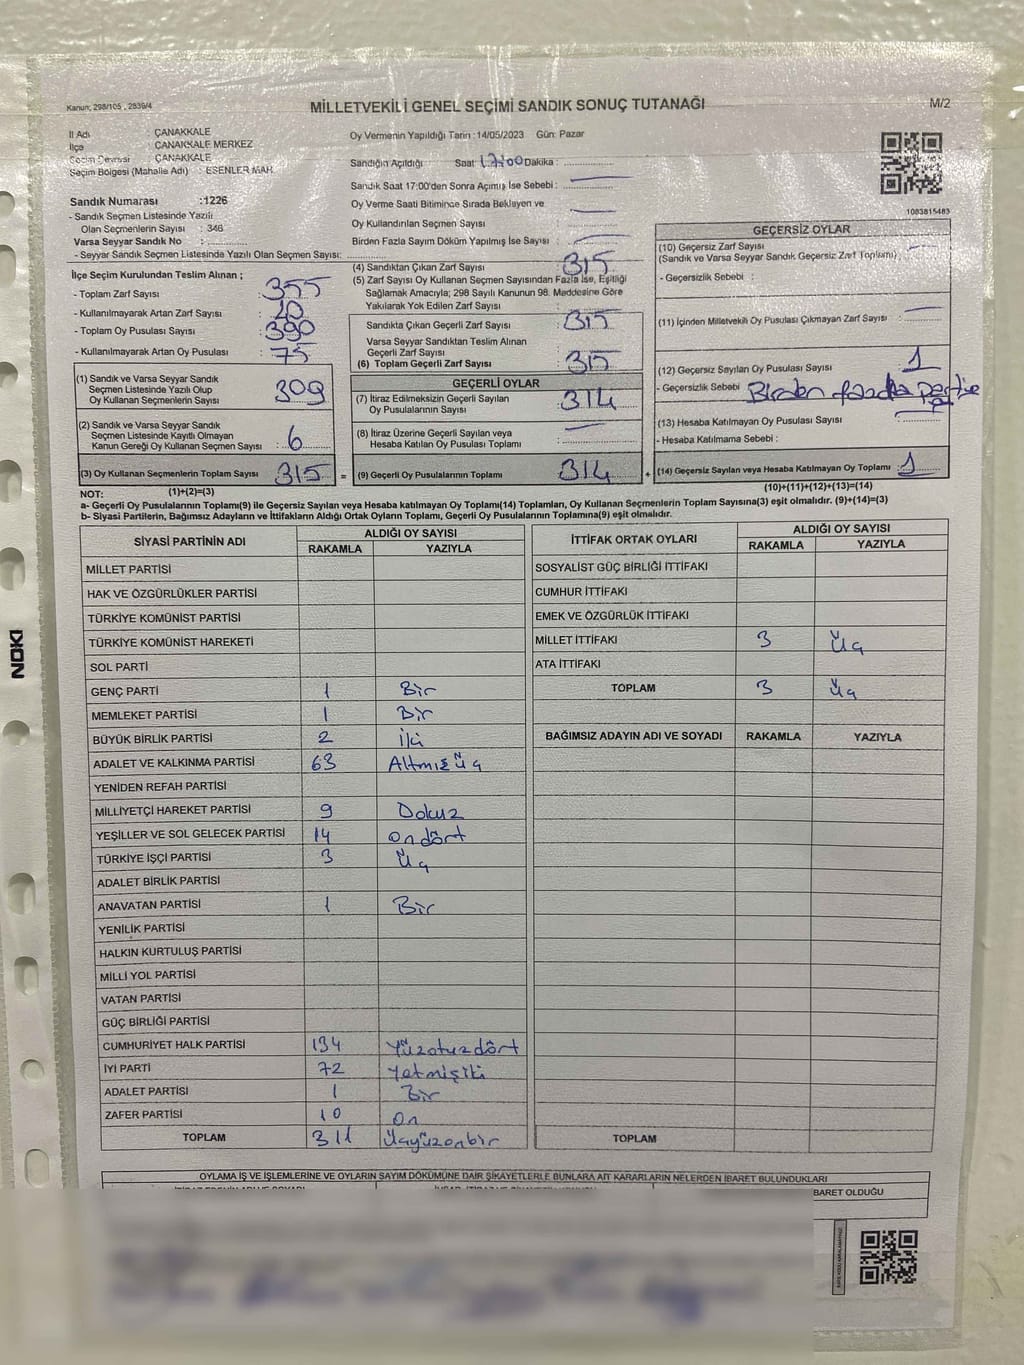 Kanun; 298/105 , 2839/4
MİLLETVEKİLİ GENEL SEÇİMİ SANDIK SONUÇ TUTANAĞI
M/2
İl Adı : ÇANAKKALE
İlçe : ÇANAKKALE MERKEZ
Seçim Çevresi : ÇANAKKALE
Seçim Bölgesi (Mahalle Adı) : ESENLER MAH.
Sandık Numarası :1226
- Sandık Seçmen Listesinde Yazılı
Olan Seçmenlerin Sayısı : 346
Varsa Seyyar Sandık No :
- Seyyar Sandık Seçmen Listesinde Yazılı Olan Seçmen Sayısı:
Oy Vermenin Yapıldığı Tarih : 14/05/2023 Gün: Pazar
Sandığın Açıldığı Saat: 17:00 Dakika :
Sandık Saat 17:00'den Sonra Açılmış İse Sebebi :
Oy Verme Saati Bitiminde Sırada Bekleyen ve
Oy Kullandırılan Seçmen Sayısı
Birden Fazla Sayım Döküm Yapılmış İse Sayısı :
1083815483
İlçe Seçim Kurulundan Teslim Alınan ;
- Toplam Zarf Sayısı : 355
- Kullanılmayarak Artan Zarf Sayısı :
- Toplam Oy Pusulası Sayısı : 390
- Kullanılmayarak Artan Oy Pusulası : 75
(1) Sandık ve Varsa Seyyar Sandık
Seçmen Listesinde Yazılı Olup
Oy Kullanan Seçmenlerin Sayısı : 309
(2) Sandık ve Varsa Seyyar Sandık
Seçmen Listesinde Kayıtlı Olmayan
Kanun Gereği Oy Kullanan Seçmen Sayısı : 6
(3) Oy Kullanan Seçmenlerin Toplam Sayısı : 315 =
(1)+(2)=(3)
(4) Sandıktan Çıkan Zarf Sayısı : 315
(5) Zarf Sayısı Oy Kullanan Seçmen Sayısından Fazla İse, Eşitliği
Sağlamak Amacıyla; 298 Sayılı Kanunun 98. Maddesine Göre
Yakılarak Yok Edilen Zarf Sayısı :
Sandıkta Çıkan Geçerli Zarf Sayısı : 315
Varsa Seyyar Sandıktan Teslim Alınan
Geçerli Zarf Sayısı :
(6) Toplam Geçerli Zarf Sayısı : 315
GEÇERLİ OYLAR
(7) İtiraz Edilmeksizin Geçerli Sayılan
Oy Pusulalarının Sayısı : 314
(8) İtiraz Üzerine Geçerli Sayılan veya
Hesaba Katılan Oy Pusulası Toplamı :
(9) Geçerli Oy Pusulalarının Toplamı : 314 +
GEÇERSİZ OYLAR
(10) Geçersiz Zarf Sayısı
(Sandık ve Varsa Seyyar Sandık Geçersiz Zarf Toplamı) :
- Geçersizlik Sebebi :
(11) İçinden Milletvekili Oy Pusulası Çıkmayan Zarf Sayısı :
(12) Geçersiz Sayılan Oy Pusulası Sayısı : 1
- Geçersizlik Sebebi : Birden fazla partiye
(13) Hesaba Katılmayan Oy Pusulası Sayısı :
- Hesaba Katılmama Sebebi :
(14) Geçersiz Sayılan veya Hesaba Katılmayan Oy Toplamı : 1
(10)+(11)+(12)+(13)=(14)
NOT:
a- Geçerli Oy Pusulalarının Toplamı(9) ile Geçersiz Sayılan veya Hesap katılmayan Oy Toplamı(14) Toplamları, Oy Kullanan Seçmenlerin Toplam Sayısına(3) eşit olmalıdır. (9)+(14)=(3)
b- Siyasi Partilerin, Bağımsız Adayların ve İttifakların Aldığı Ortak Oyların Toplamı, Geçerli Oy Pusulalarının Toplamına(9) eşit olmalıdır.
SİYASİ PARTİNİN ADI ALDIĞI OY SAYISI
RAKAMLA YAZIYLA
MİLLET PARTİSİ
HAK VE ÖZGÜRLÜKLER PARTİSİ
TÜRKİYE KOMÜNİST PARTİSİ
TÜRKİYE KOMÜNİST HAREKETİ
SOL PARTİ
GENÇ PARTİ 1 Bir
MEMLEKET PARTİSİ 1 Bir
BÜYÜK BİRLİK PARTİSİ 2 İki
ADALET VE KALKINMA PARTİSİ 63 Altmış Üç
YENİDEN REFAH PARTİSİ
MİLLİYETÇİ HAREKET PARTİSİ 9 Dokuz
YEŞİLLER VE SOL GELECEK PARTİSİ 14 ondört
TÜRKİYE İŞÇİ PARTİSİ 3 Üç
ADALET BİRLİK PARTİSİ
ANAVATAN PARTİSİ 1 Bir
YENİLİK PARTİSİ
HALKIN KURTULUŞ PARTİSİ
MİLLİ YOL PARTİSİ
VATAN PARTİSİ
GÜÇ BİRLİĞİ PARTİSİ
CUMHURİYET HALK PARTİSİ 134 Yüzotuzdört
İYİ PARTİ 72 Yetmişiki
ADALET PARTİSİ 1 Bir
ZAFER PARTİSİ 10 On
TOPLAM 311 Üçyüzonbir
İTTİFAK ORTAK OYLARI ALDIĞI OY SAYISI
RAKAMLA YAZIYLA
SOSYALİST GÜÇ BİRLİĞİ İTTİFAKI
CUMHUR İTTİFAKI
EMEK VE ÖZGÜRLÜK İTTİFAKI
MİLLET İTTİFAKI 3 Üç
ATA İTTİFAKI
TOPLAM 3 Üç
BAĞIMSIZ ADAYIN ADI VE SOYADI RAKAMLA YAZIYLA
TOPLAM
OYLAMA İŞ VE İŞLEMLERİNE VE OYLARIN SAYIM DÖKÜMÜNE DAİR ŞİKAYETLERLE BUNLARA AİT KARARLARIN NELERDEN İBARET BULUNDUKLARI
BARET OLDUĞU
NOKI